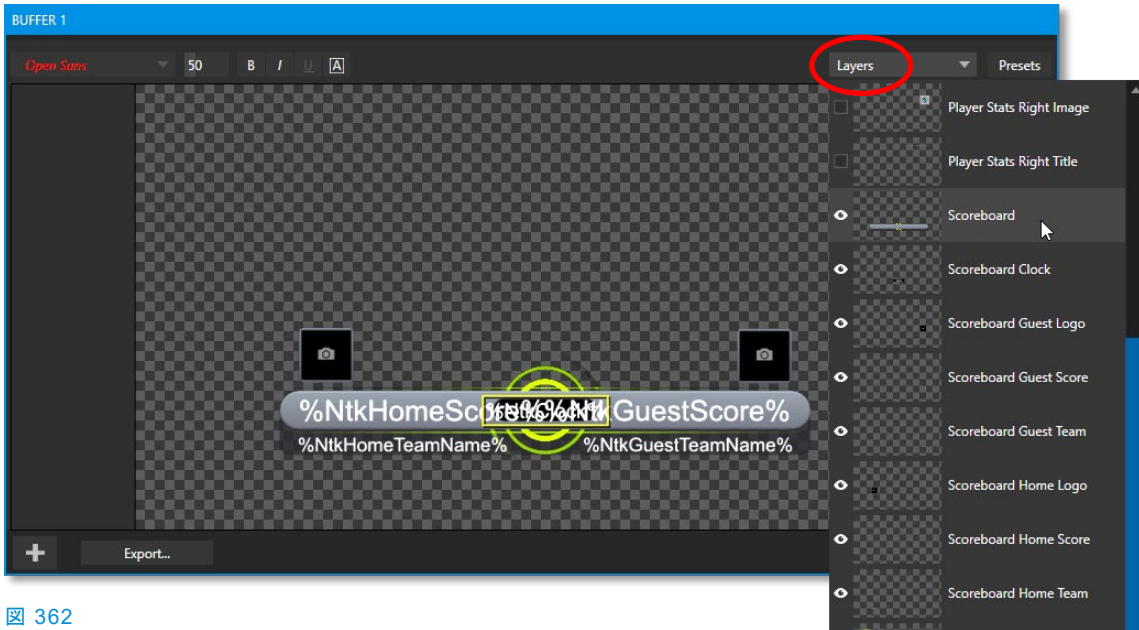 BUFFER 1
Open Sans 50 B I U A Layers Presets
Player Stats Right Image
Player Stats Right Title
Scoreboard
Scoreboard Clock
Scoreboard Guest Logo
Scoreboard Guest Score
Scoreboard Guest Team
Scoreboard Home Logo
Scoreboard Home Score
Scoreboard Home Team
%NtkHomeSco GuestScore%
%NtkHomeTeamName% %NtkGuestTeamName%
Export...
図 362